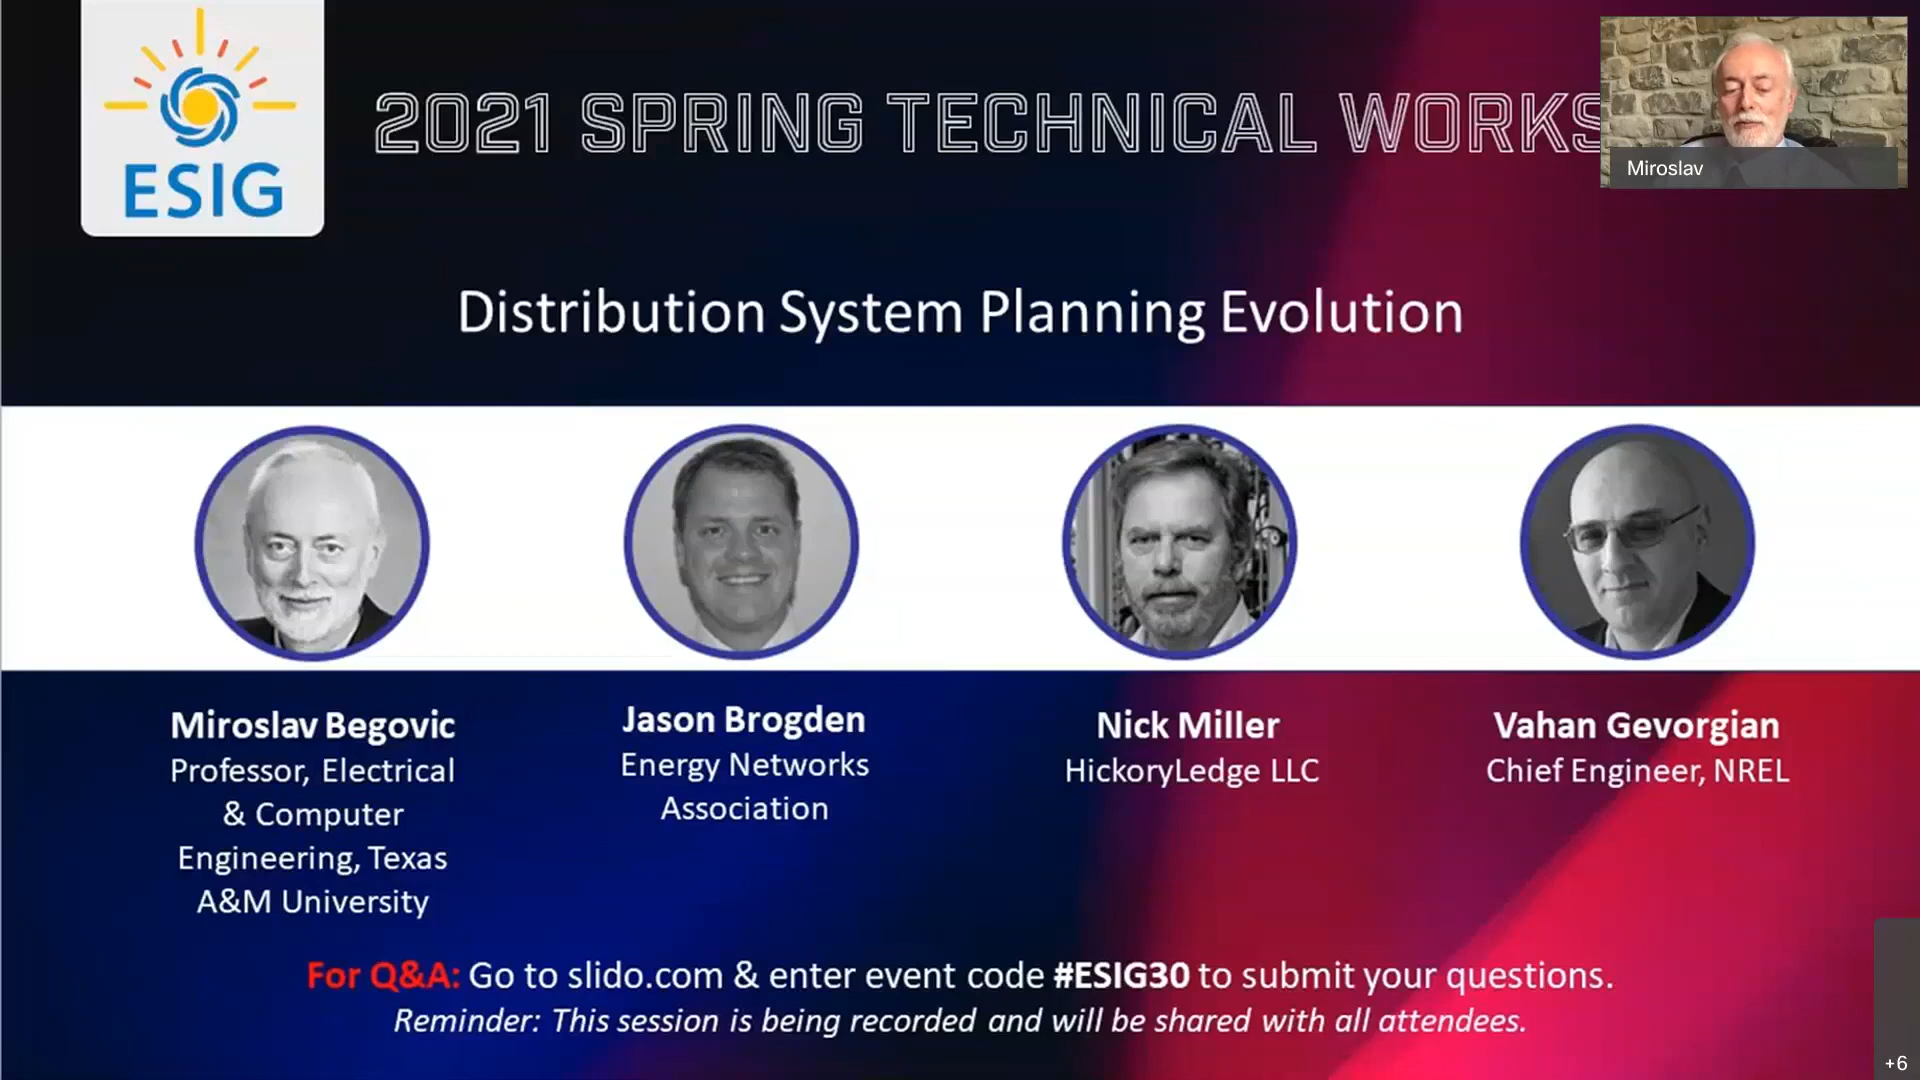 ESIG
2021 SPRING TECHNICAL WORKS
Miroslav
Distribution System Planning Evolution
Miroslav Begovic
Professor, Electrical
& Computer
Engineering, Texas
A&M University
Jason Brogden
Energy Networks
Association
Nick Miller
HickoryLedge LLC
Vahan Gevorgian
Chief Engineer, NREL
For Q&A: Go to slido.com & enter event code #ESIG30 to submit your questions.
Reminder: This session is being recorded and will be shared with all attendees.
+6